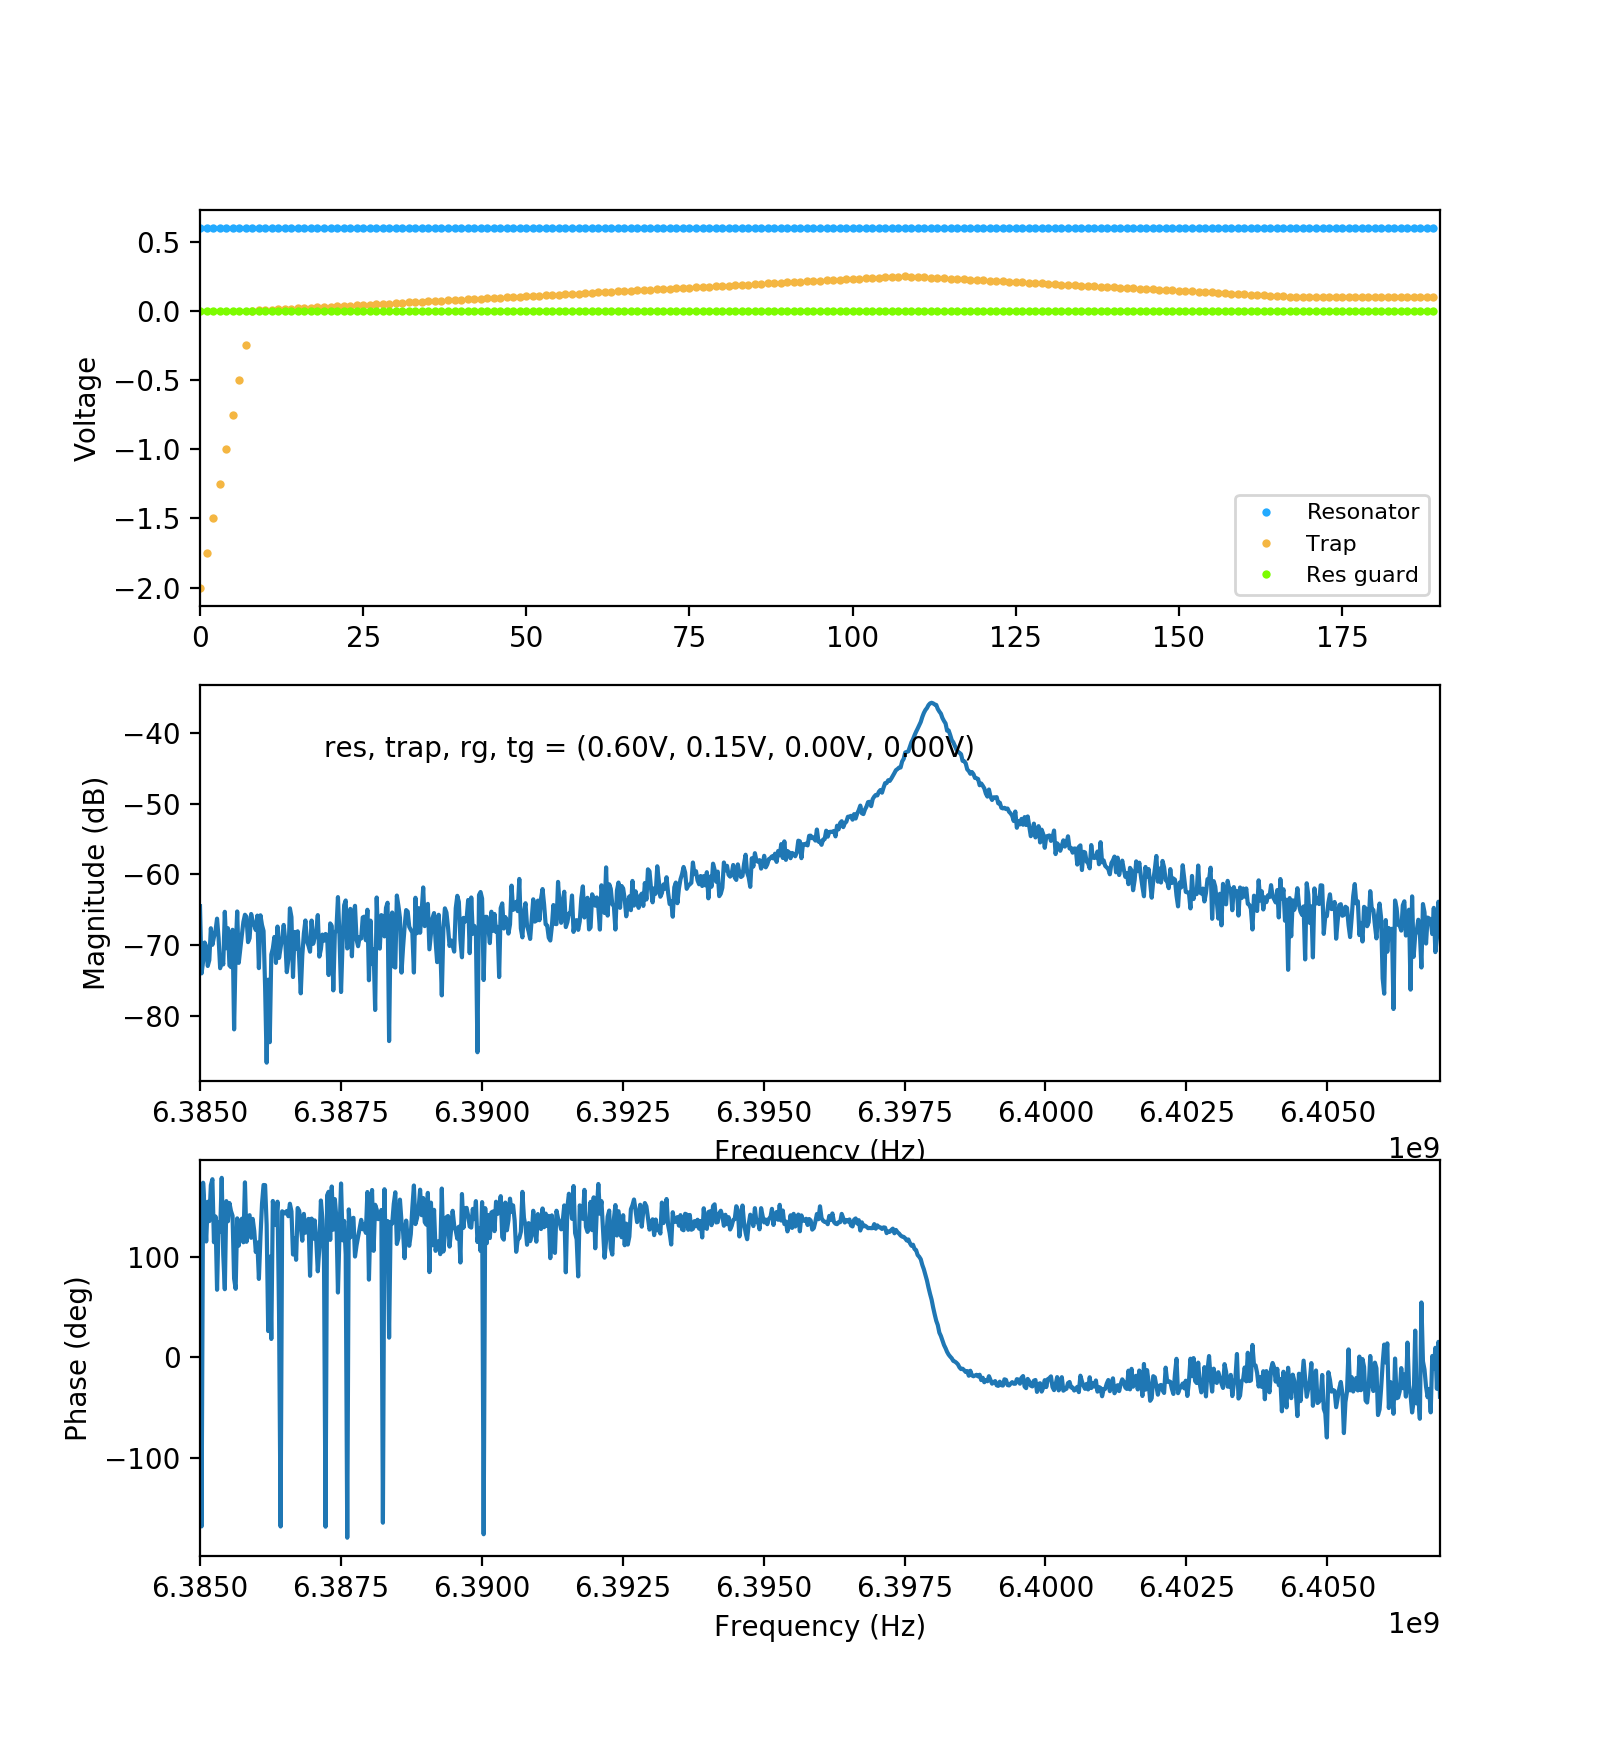 0.5
0.0
−0.5
−1.0
−1.5
−2.0
Voltage
Resonator
Trap
Res guard
0 25 50 75 100 125 150 175
−40
−50
−60
−70
−80
Magnitude (dB)
res, trap, rg, tg = (0.60V, 0.15V, 0.00V, 0.00V)
6.3850 6.3875 6.3900 6.3925 6.3950 6.3975 6.4000 6.4025 6.4050
Frequency (Hz)
1e9
100
0
−100
Phase (deg)
6.3850 6.3875 6.3900 6.3925 6.3950 6.3975 6.4000 6.4025 6.4050
Frequency (Hz)
1e9